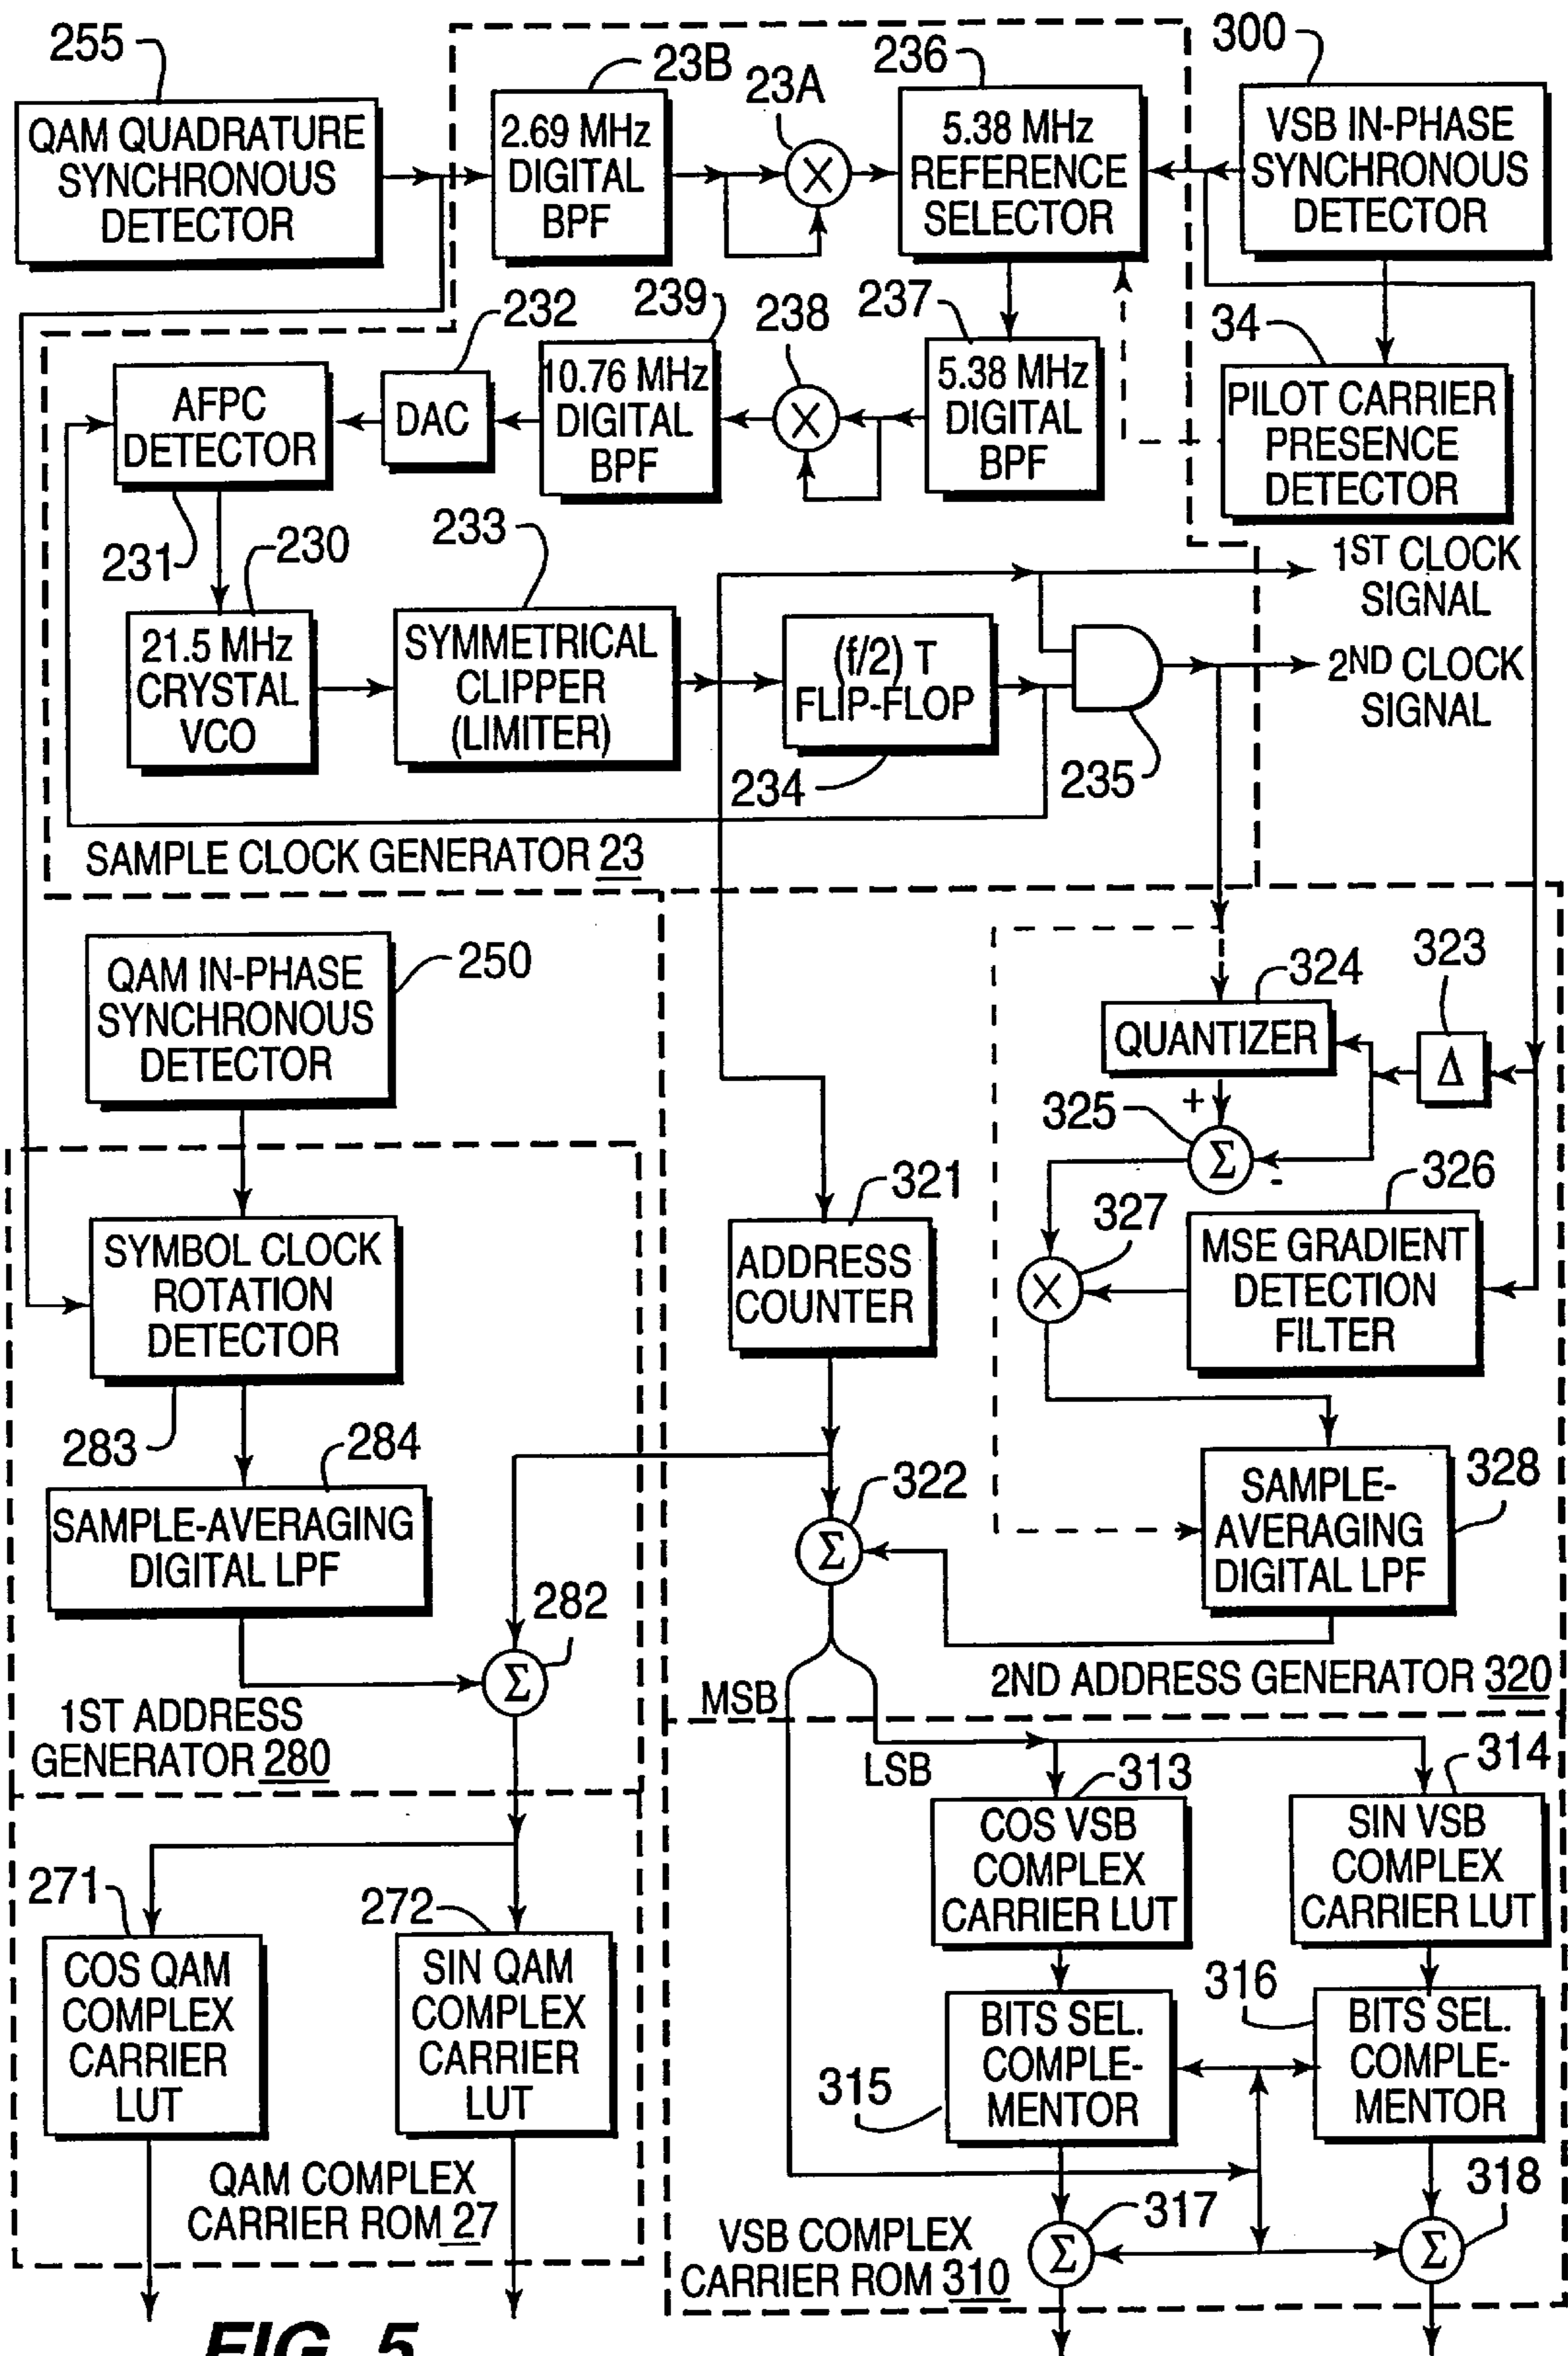 255
QAM QUADRATURE
SYNCHRONOUS
DETECTOR
23B
2.69 MHz
DIGITAL
BPF
23A
X
236
5.38 MHz
REFERENCE
SELECTOR
300
VSB IN-PHASE
SYNCHRONOUS
DETECTOR
AFPC
DETECTOR
231
232
DAC
239
10.76 MHz
DIGITAL
BPF
238
X
237
5.38 MHz
DIGITAL
BPF
34
PILOT CARRIER
PRESENCE
DETECTOR
230
21.5 MHz
CRYSTAL
VCO
233
SYMMETRICAL
CLIPPER
(LIMITER)
(f/2) T
FLIP-FLOP
234
235
1ST CLOCK
SIGNAL
2ND CLOCK
SIGNAL
SAMPLE CLOCK GENERATOR 23
QAM IN-PHASE
SYNCHRONOUS
DETECTOR
250
324
QUANTIZER
323
Δ
+
325
Σ
-
SYMBOL CLOCK
ROTATION
DETECTOR
283
321
ADDRESS
COUNTER
327
X
326
MSE GRADIENT
DETECTION
FILTER
284
SAMPLE-AVERAGING
DIGITAL LPF
322
Σ
SAMPLE-
AVERAGING
DIGITAL LPF
328
282
Σ
1ST ADDRESS
GENERATOR 280
MSB
2ND ADDRESS GENERATOR 320
LSB
271
COS QAM
COMPLEX
CARRIER
LUT
272
SIN QAM
COMPLEX
CARRIER
LUT
313
COS VSB
COMPLEX
CARRIER LUT
314
SIN VSB
COMPLEX
CARRIER LUT
315
BITS SEL.
COMPLE-
MENTOR
316
BITS SEL.
COMPLE-
MENTOR
QAM COMPLEX
CARRIER ROM 27
VSB COMPLEX
CARRIER ROM 310
317
Σ
318
Σ
FIG. 5